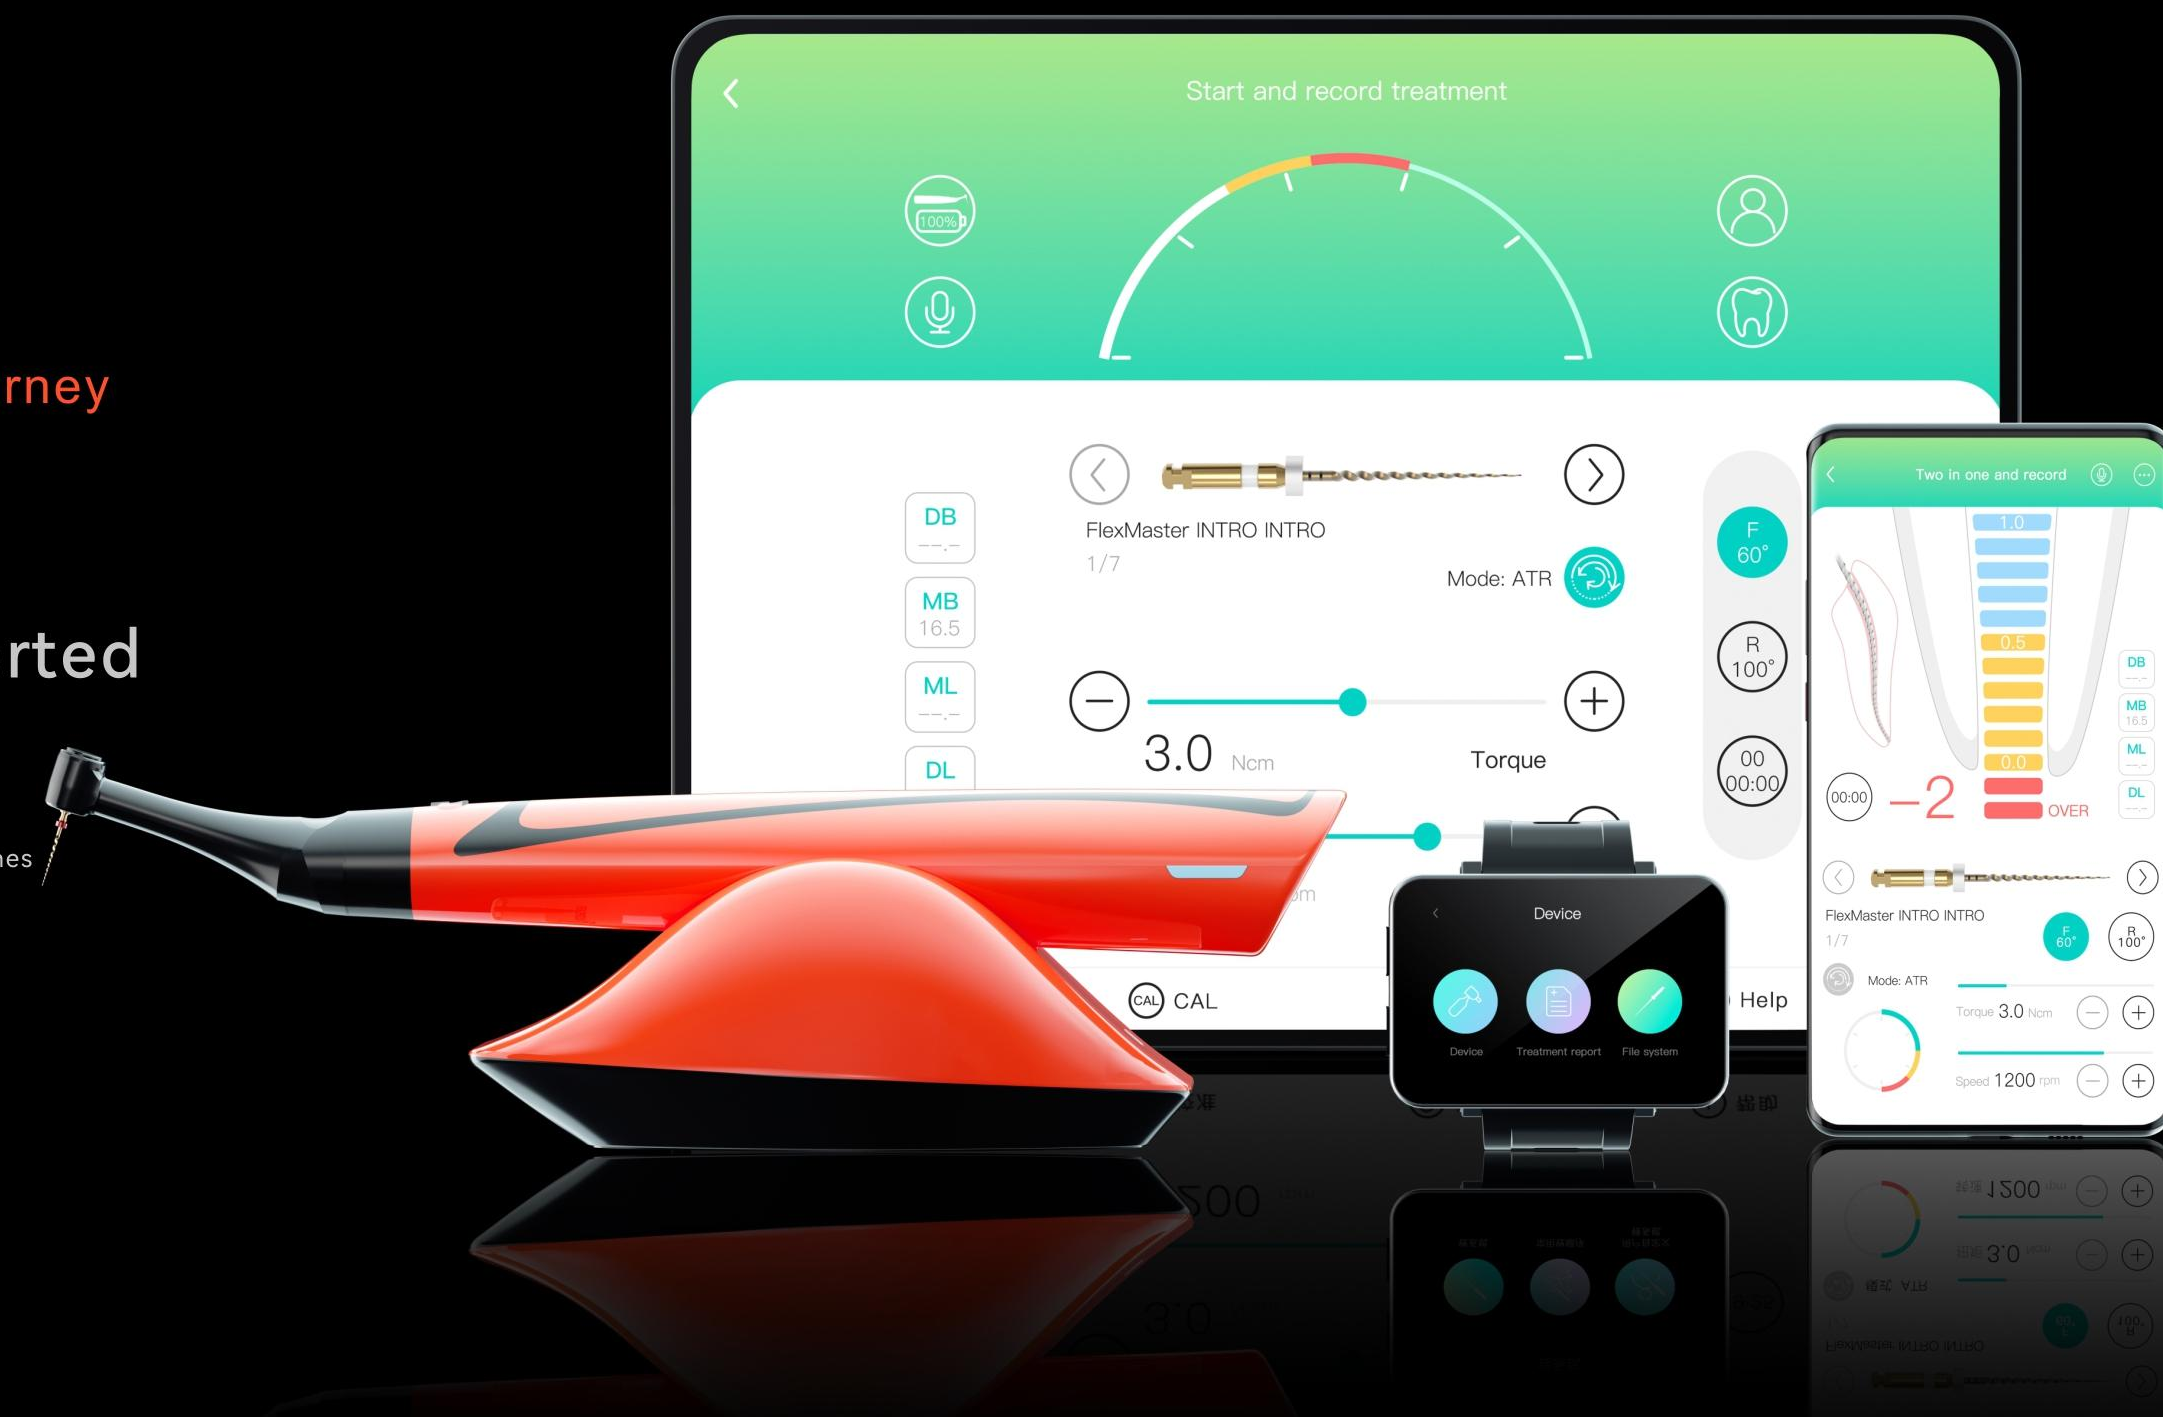 rney
rted
nes
Start and record treatment
100%
FlexMaster INTRO INTRO
1/7
Mode: ATR
DB
--.-
MB
16.5
ML
--.-
DL
3.0 Ncm
Torque
F
60°
R
100°
00
00:00
pm
CAL CAL
Help
Device
Device
Treatment report
File system
Two in one and record
1.0
0.5
0.0
OVER
-2
00:00
DB
--.-
MB
16.5
ML
--.-
DL
--.-
FlexMaster INTRO INTRO
1/7
F
60°
R
100°
Mode: ATR
Torque 3.0 Ncm
Speed 1200 rpm